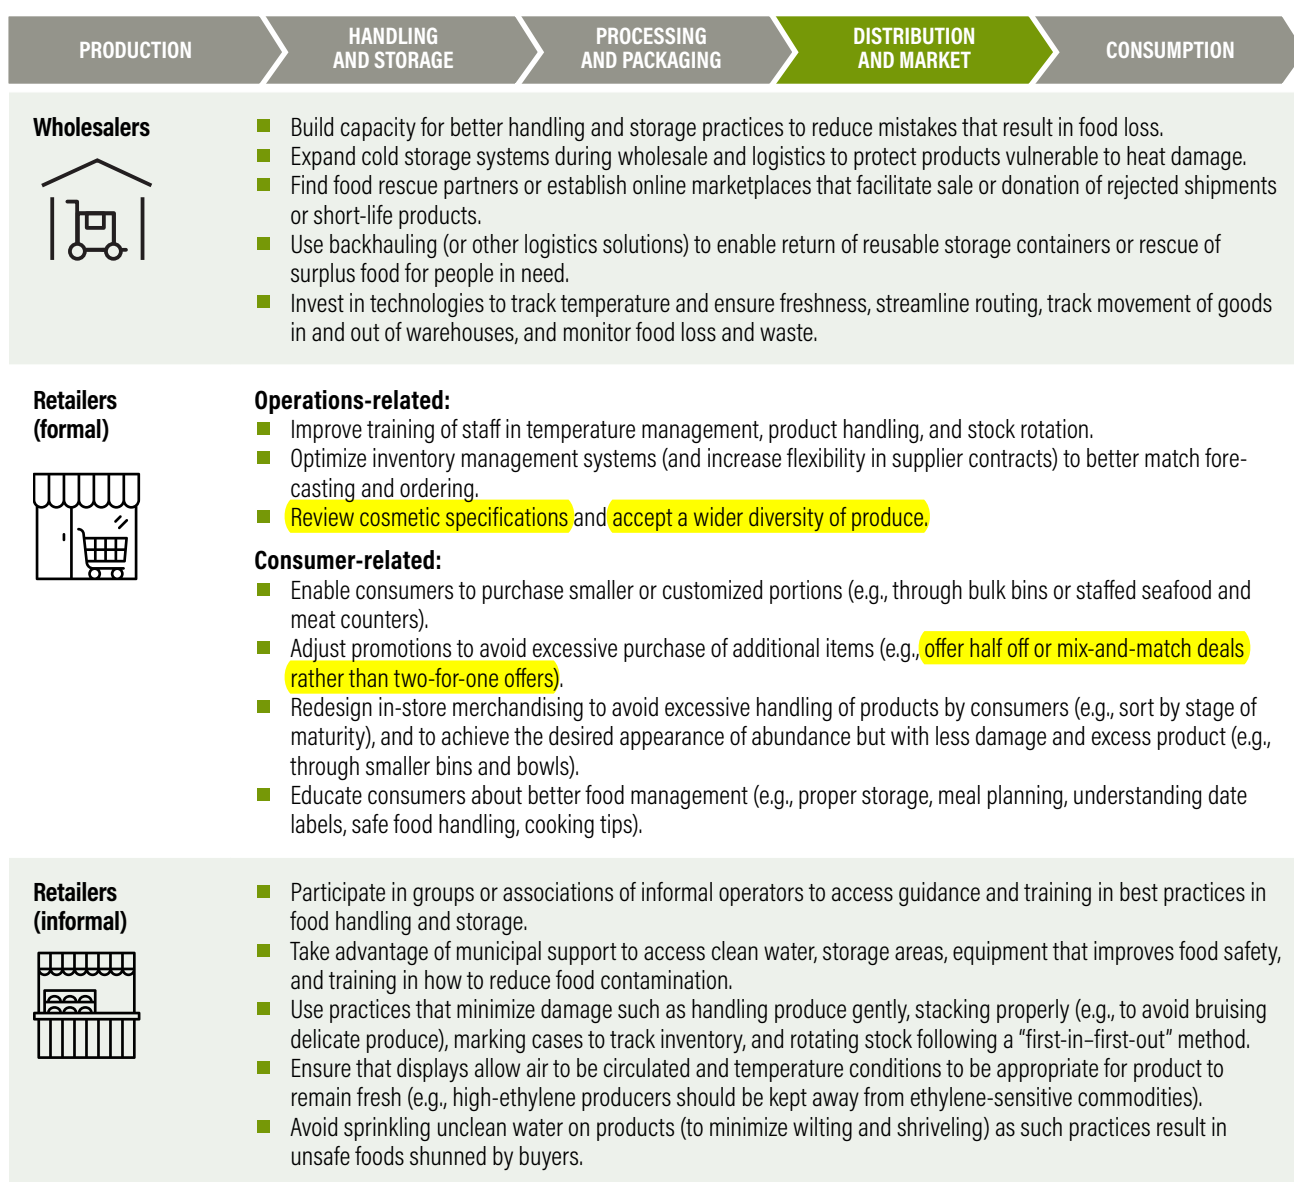 PRODUCTION
HANDLING
AND STORAGE
PROCESSING
AND PACKAGING
DISTRIBUTION
AND MARKET
CONSUMPTION
Wholesalers
Build capacity for better handling and storage practices to reduce mistakes that result in food loss.
Expand cold storage systems during wholesale and logistics to protect products vulnerable to heat damage.
Find food rescue partners or establish online marketplaces that facilitate sale or donation of rejected shipments
or short-life products.
Use backhauling (or other logistics solutions) to enable return of reusable storage containers or rescue of
surplus food for people in need.
Invest in technologies to track temperature and ensure freshness, streamline routing, track movement of goods
in and out of warehouses, and monitor food loss and waste.
Retailers
(formal)
Operations-related:
Improve training of staff in temperature management, product handling, and stock rotation.
Optimize inventory management systems (and increase flexibility in supplier contracts) to better match fore-
casting and ordering.
Review cosmetic specifications and accept a wider diversity of produce.
Consumer-related:
Enable consumers to purchase smaller or customized portions (e.g., through bulk bins or staffed seafood and
meat counters).
Adjust promotions to avoid excessive purchase of additional items (e.g., offer half off or mix-and-match deals
rather than two-for-one offers).
Redesign in-store merchandising to avoid excessive handling of products by consumers (e.g., sort by stage of
maturity), and to achieve the desired appearance of abundance but with less damage and excess product (e.g.,
through smaller bins and bowls).
Educate consumers about better food management (e.g., proper storage, meal planning, understanding date
labels, safe food handling, cooking tips).
Retailers
(informal)
Participate in groups or associations of informal operators to access guidance and training in best practices in
food handling and storage.
Take advantage of municipal support to access clean water, storage areas, equipment that improves food safety,
and training in how to reduce food contamination.
Use practices that minimize damage such as handling produce gently, stacking properly (e.g., to avoid bruising
delicate produce), marking cases to track inventory, and rotating stock following a “first-in–first-out” method.
Ensure that displays allow air to be circulated and temperature conditions to be appropriate for product to
remain fresh (e.g., high-ethylene producers should be kept away from ethylene-sensitive commodities).
Avoid sprinkling unclean water on products (to minimize wilting and shriveling) as such practices result in
unsafe foods shunned by buyers.